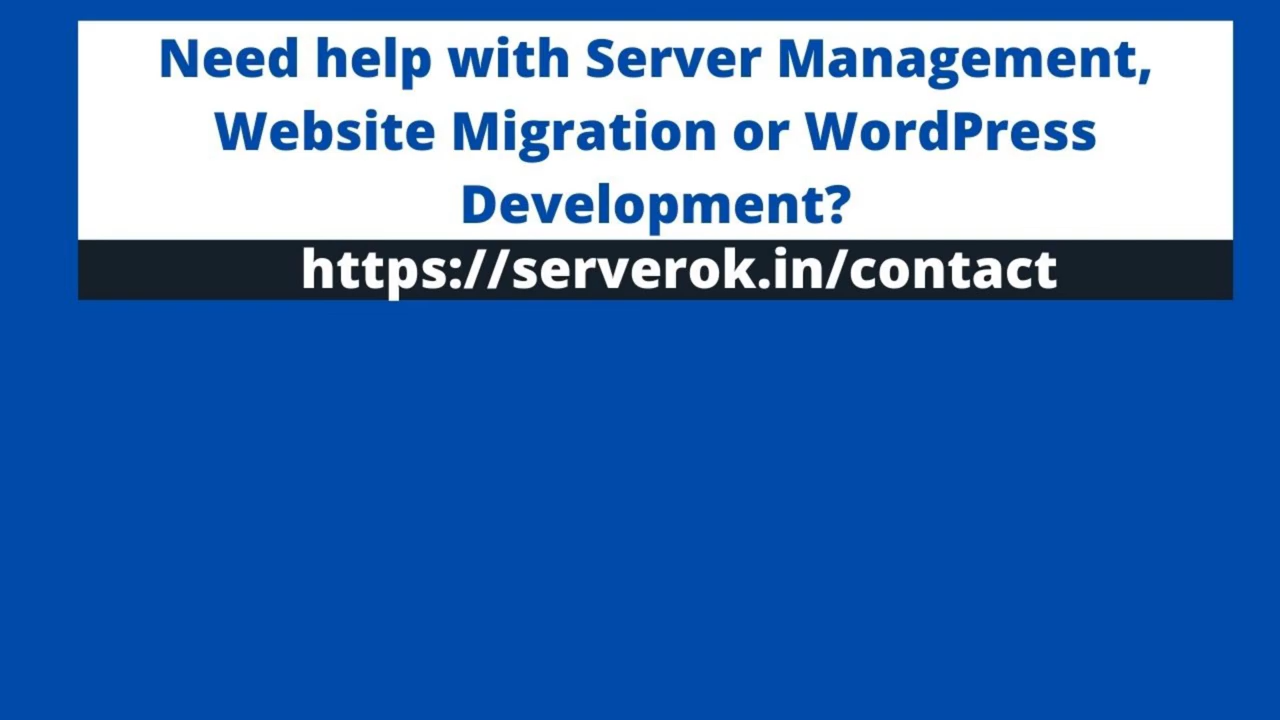 Need help with Server Management,
Website Migration or WordPress
Development?
https://serverok.in/contact